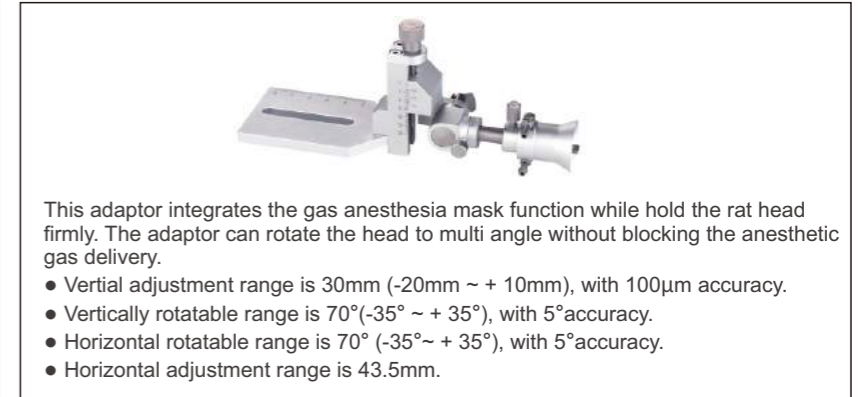 This adaptor integrates the gas anesthesia mask function while hold the rat head
firmly. The adaptor can rotate the head to multi angle without blocking the anesthetic
gas delivery.
● Vertial adjustment range is 30mm (-20mm ~ + 10mm), with 100μm accuracy.
● Vertically rotatable range is 70°(-35° ~ + 35°), with 5°accuracy.
● Horizontal rotatable range is 70° (-35°~ + 35°), with 5°accuracy.
● Horizontal adjustment range is 43.5mm.